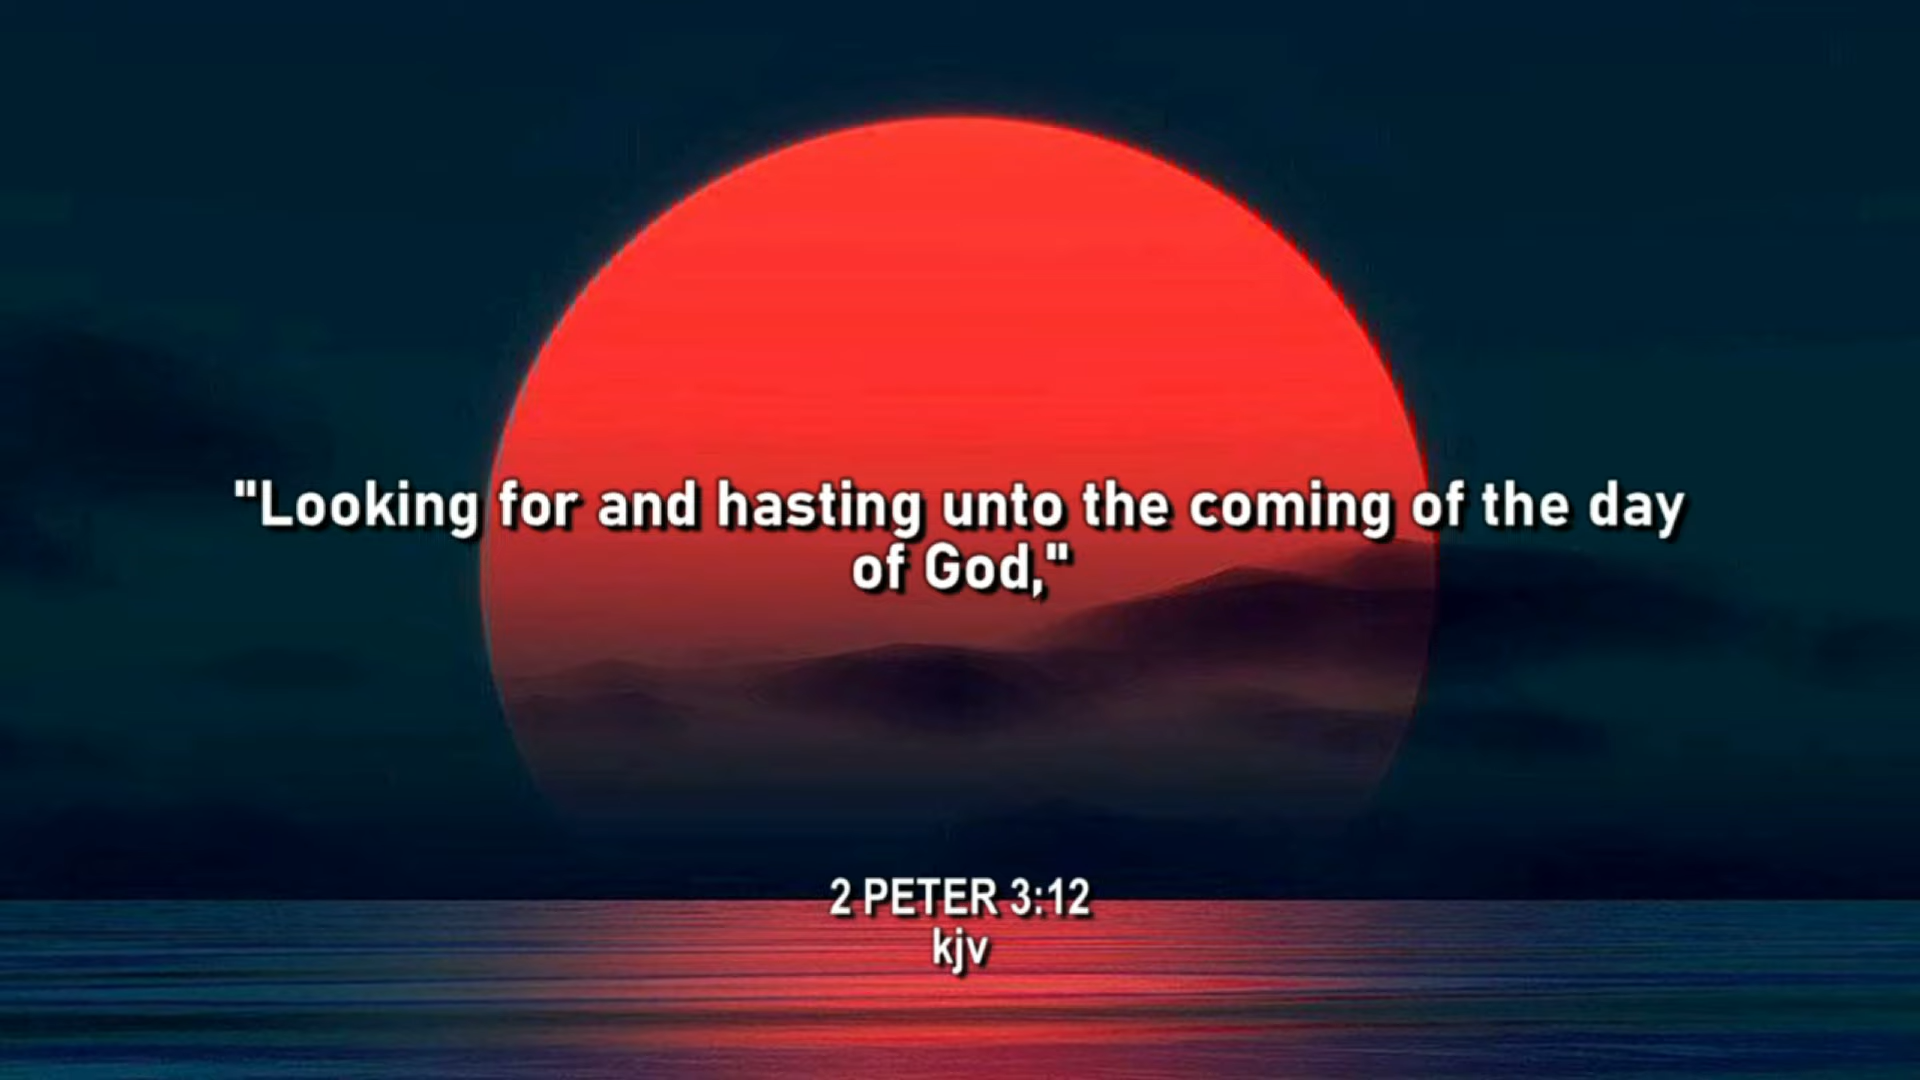 "Looking for and hasting unto the coming of the day
of God,"
2 PETER 3:12
kjv